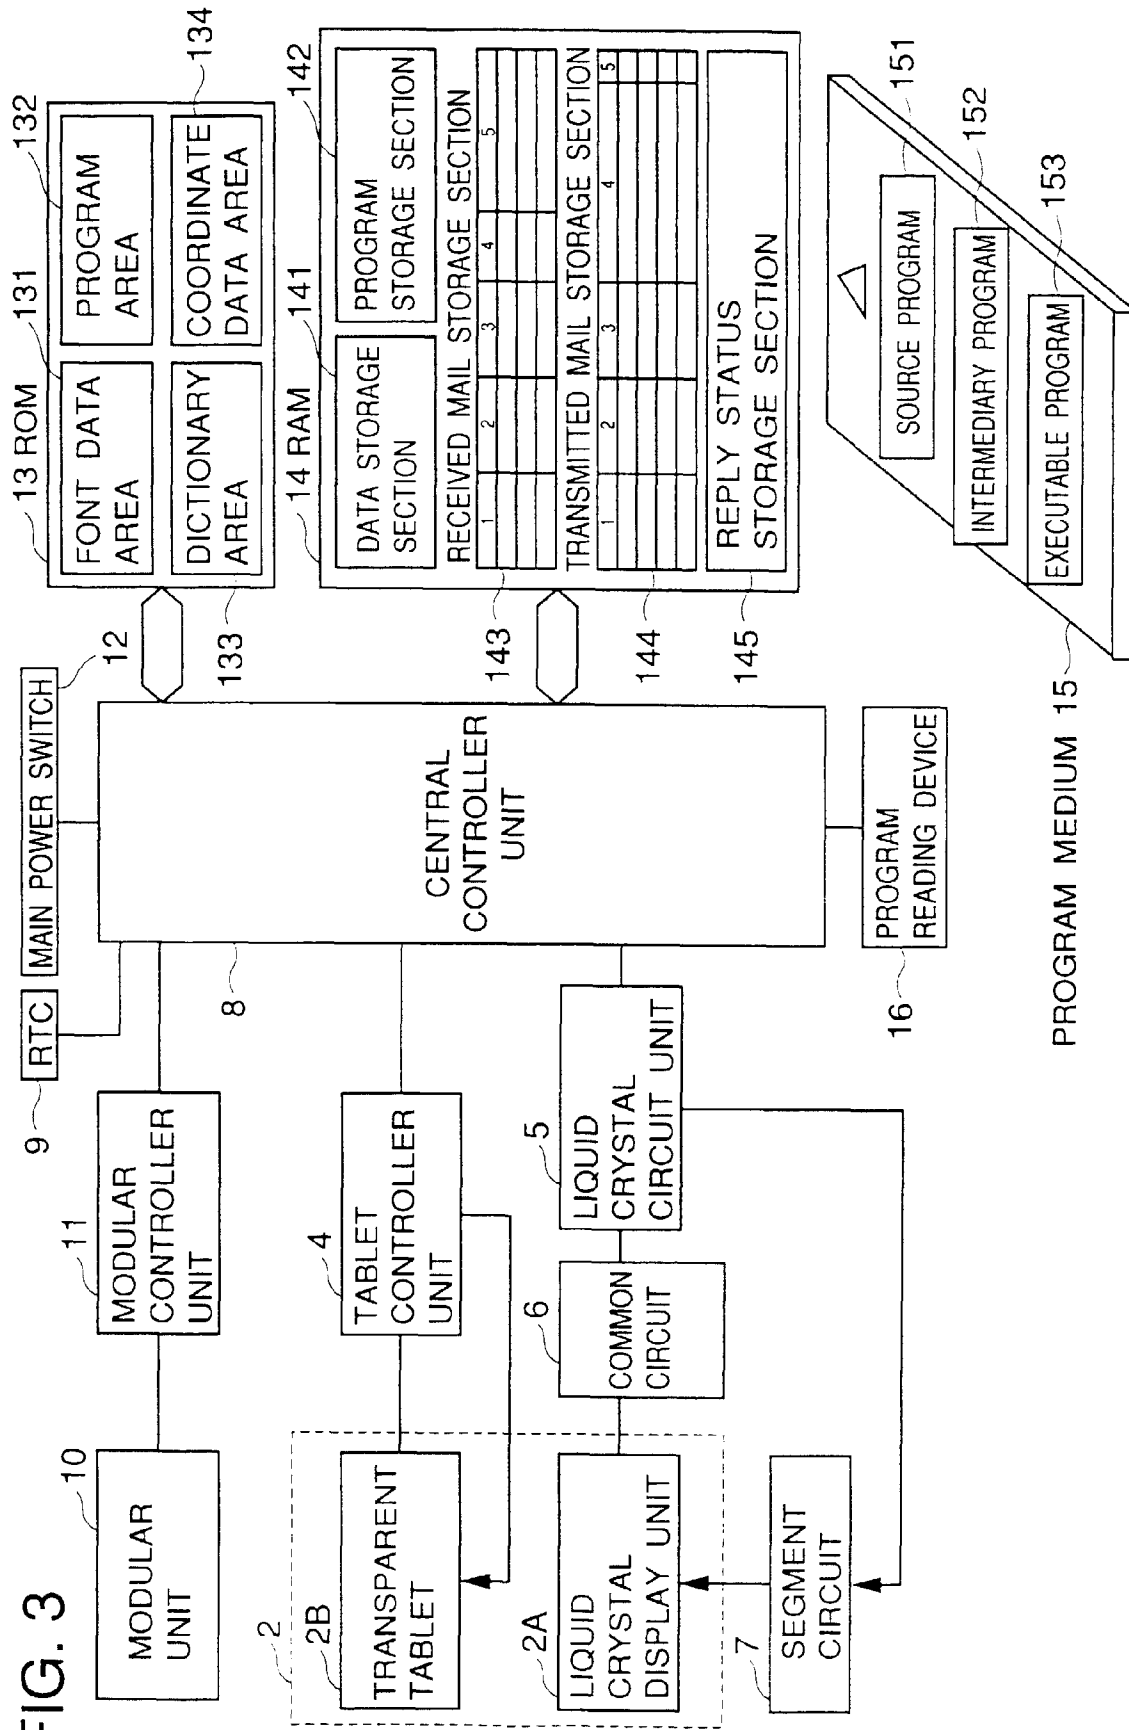 FIG. 3
10
MODULAR
UNIT
11
MODULAR
CONTROLLER
UNIT
9
RTC
MAIN POWER SWITCH
12
2
2B
TRANSPARENT
TABLET
4
TABLET
CONTROLLER
UNIT
8
CENTRAL
CONTROLLER
UNIT
2A
LIQUID
CRYSTAL
DISPLAY UNIT
6
COMMON
CIRCUIT
5
LIQUID
CRYSTAL
CIRCUIT UNIT
7
SEGMENT
CIRCUIT
16
PROGRAM
READING DEVICE
13 ROM
131
132
FONT DATA
AREA
PROGRAM
AREA
DICTIONARY
AREA
COORDINATE
DATA AREA
133
134
14 RAM
141
142
DATA STORAGE
SECTION
PROGRAM
STORAGE SECTION
RECEIVED MAIL STORAGE SECTION
1 2 3 4 5
143
TRANSMITTED MAIL STORAGE SECTION
1 2 3 4 5
144
REPLY STATUS
STORAGE SECTION
145
SOURCE PROGRAM
151
INTERMEDIARY PROGRAM
152
EXECUTABLE PROGRAM
153
PROGRAM MEDIUM 15